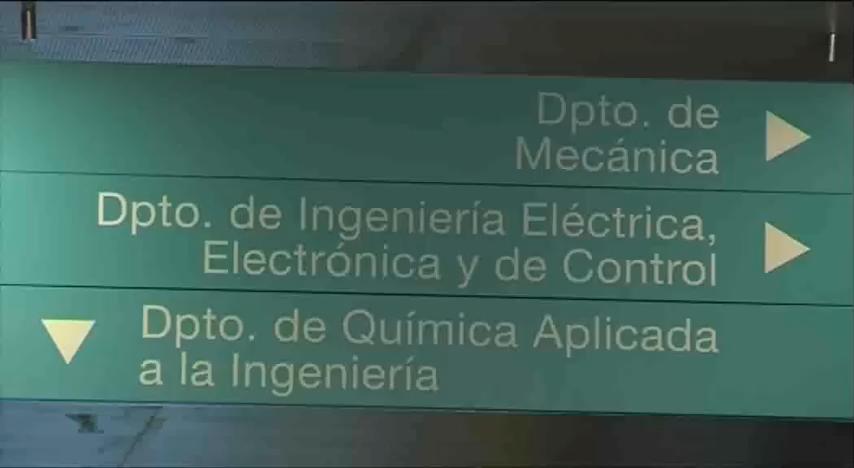 Dpto. de
Mecánica
Dpto. de Ingeniería Eléctrica,
Electrónica y de Control
Dpto. de Química Aplicada
a la Ingeniería